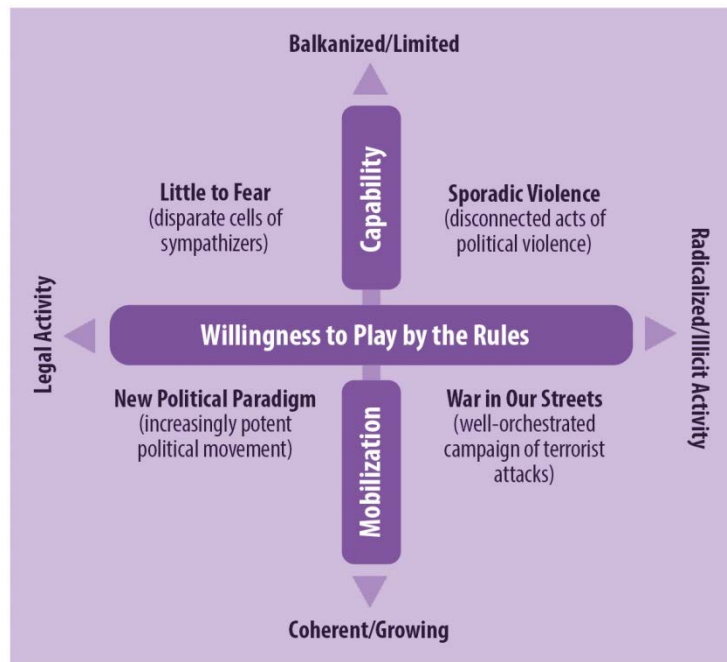 Balkanized/Limited
Capability
Little to Fear
(disparate cells of
sympathizers)
Sporadic Violence
(disconnected acts of
political violence)
Legal Activity
Willingness to Play by the Rules
Radicalized/Illicit Activity
New Political Paradigm
(increasingly potent
political movement)
Mobilization
War in Our Streets
(well-orchestrated
campaign of terrorist
attacks)
Coherent/Growing